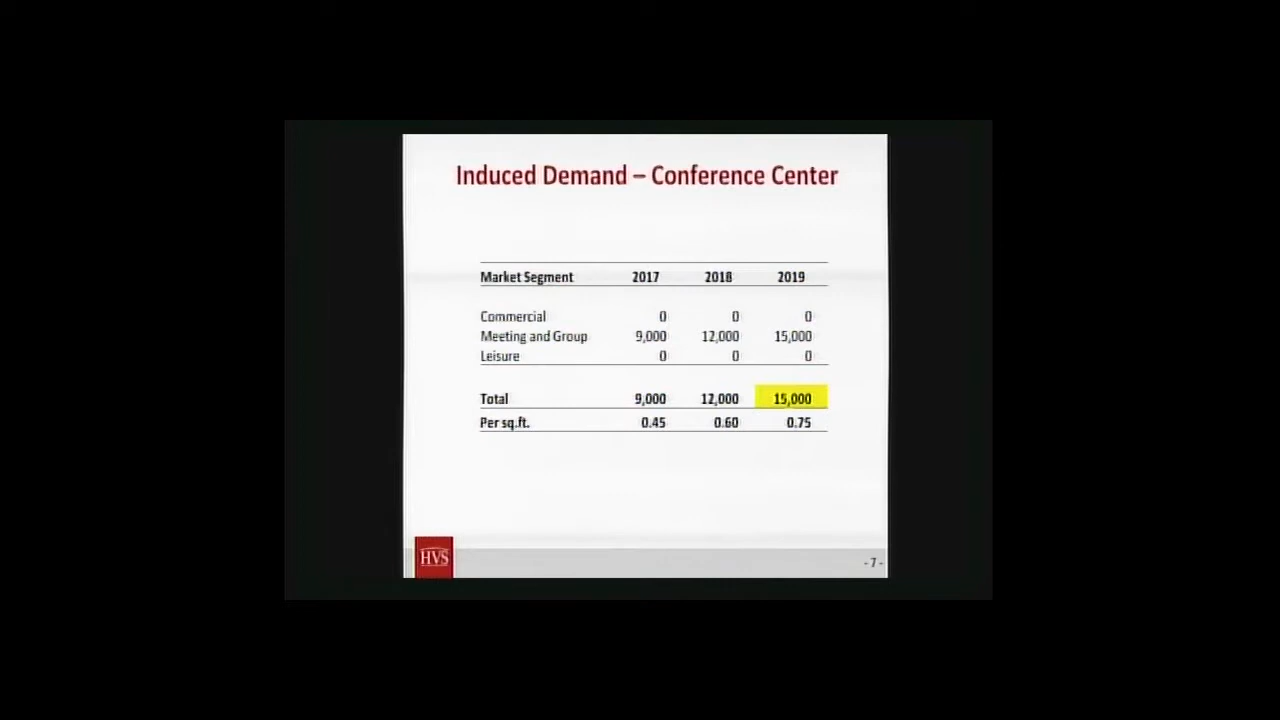 Induced Demand – Conference Center
Market Segment 2017 2018 2019
Commercial 0 0 0
Meeting and Group 9,000 12,000 15,000
Leisure 0 0 0
Total 9,000 12,000 15,000
Per sq.ft. 0.45 0.60 0.75
HVS
- 7 -